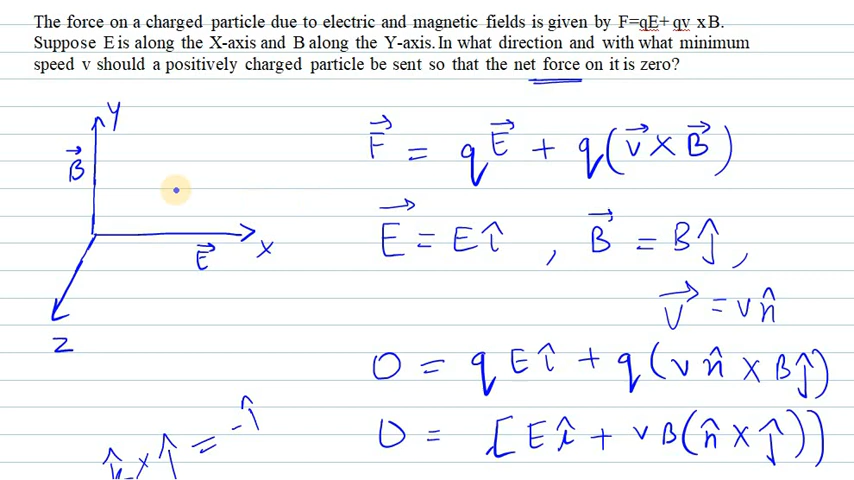 The force on a charged particle due to electric and magnetic fields is given by F=qE+ qv xB.
Suppose E is along the X-axis and B along the Y-axis. In what direction and with what minimum
speed v should a positively charged particle be sent so that the net force on it is zero?
Y
B⃗
X
E⃗
Z
F⃗ = qE⃗ + q(v⃗ × B⃗)
E⃗ = Eî , B⃗ = Bĵ ,
V⃗ = vn̂
0 = qEî + q(vn̂ × Bĵ)
0 = [Eî + vB(n̂ × ĵ))
n̂ × ĵ = -î